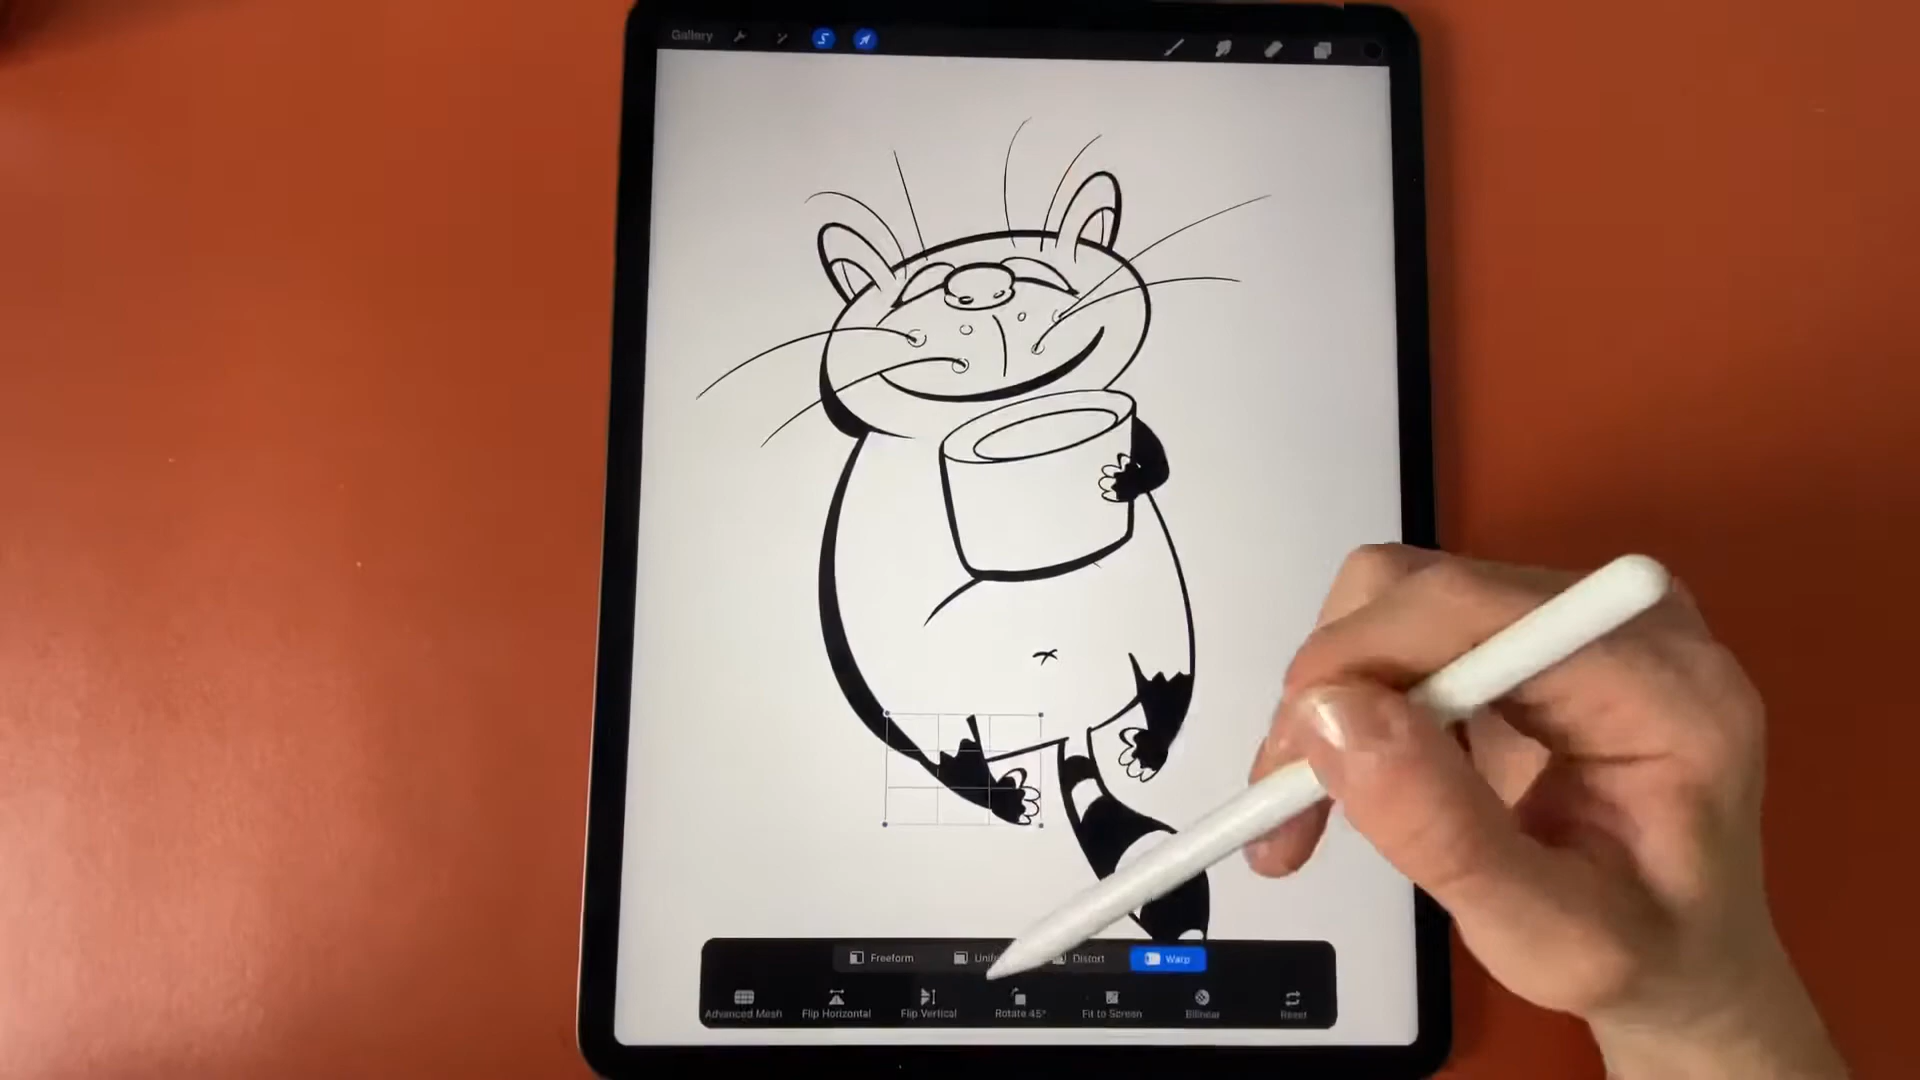 Gallery
Freeform
Distort
Warp
Advanced Mesh
Flip Horizontal
Flip Vertical
Rotate 45°
Fit to Screen
Bilinear
Reset